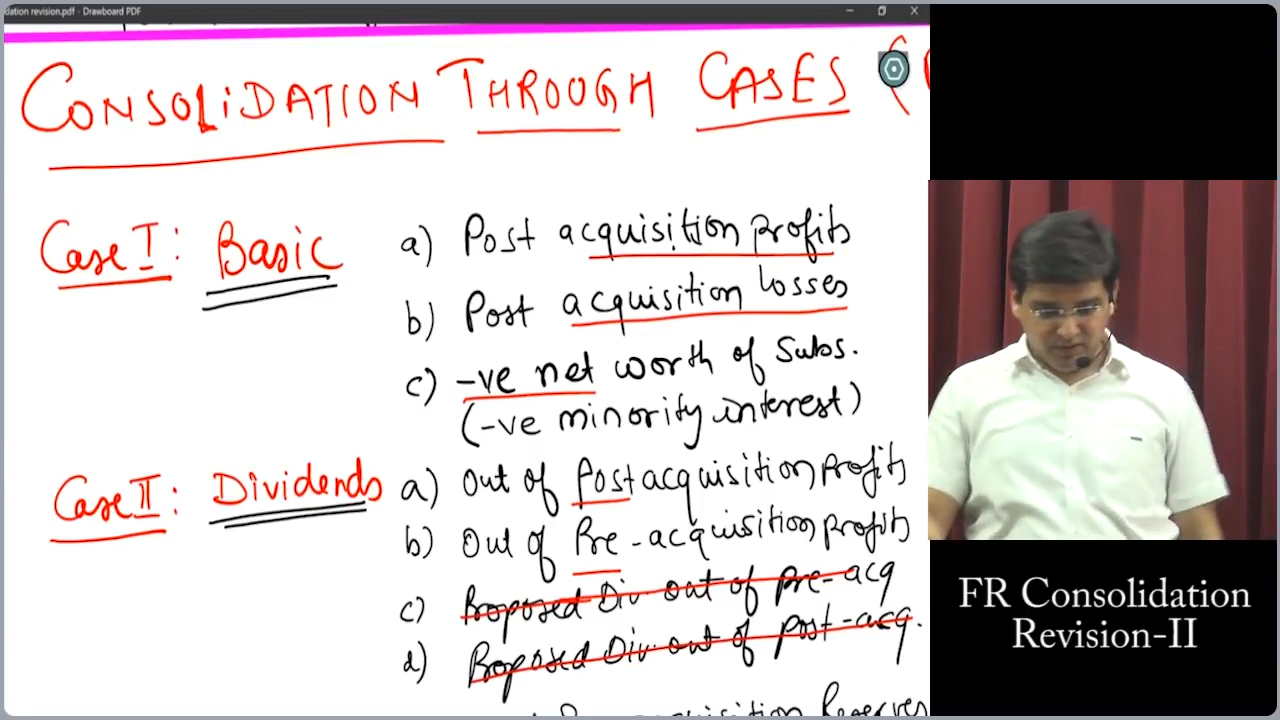 dation revision.pdf - Drawboard PDF
CONSOLIDATION THROUGH CASES (
Case I: Basic
a) Post acquisition profits
b) Post acquisition losses
c) -ve net worth of Subs.
(-ve minority interest)
Case II: Dividends
a) Out of Post acquisition profits
b) Out of Pre-acquisition profits
c) Proposed Div out of pre-acq
d) Proposed Div. out of post-acq.
acquisition Reserves
FR Consolidation
Revision-II